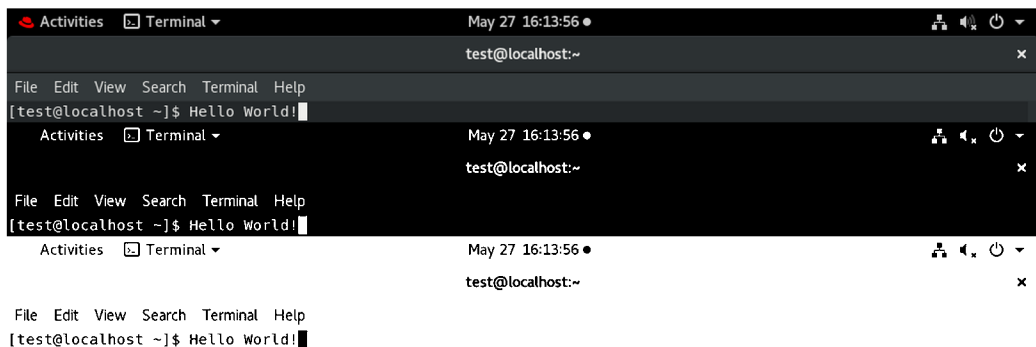 Activities Terminal May 27 16:13:56
test@localhost:~
File Edit View Search Terminal Help
[test@localhost ~]$ Hello World!
Activities Terminal May 27 16:13:56
test@localhost:~
File Edit View Search Terminal Help
[test@localhost ~]$ Hello World!
Activities Terminal May 27 16:13:56
test@localhost:~
File Edit View Search Terminal Help
[test@localhost ~]$ Hello World!